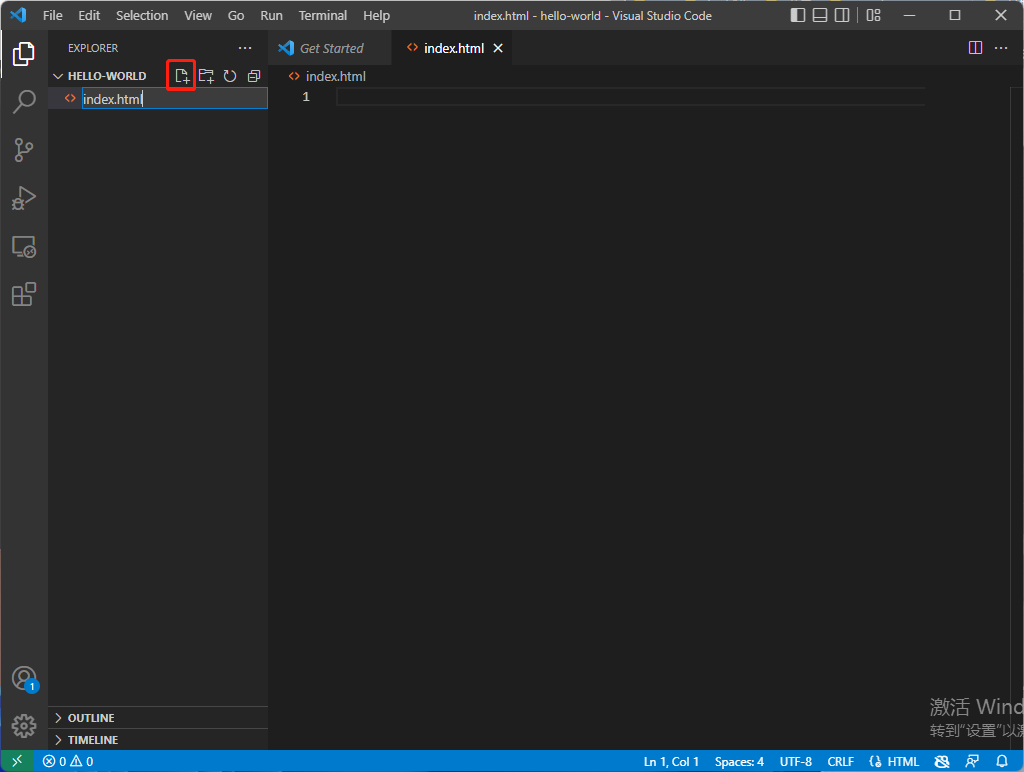 File Edit Selection View Go Run Terminal Help index.html - hello-world - Visual Studio Code
EXPLORER
Get Started
index.html
HELLO-WORLD
index.html
index.html
1
1
OUTLINE
TIMELINE
激活 Wind
转到"设置"以
0 0
Ln 1, Col 1 Spaces: 4 UTF-8 CRLF HTML